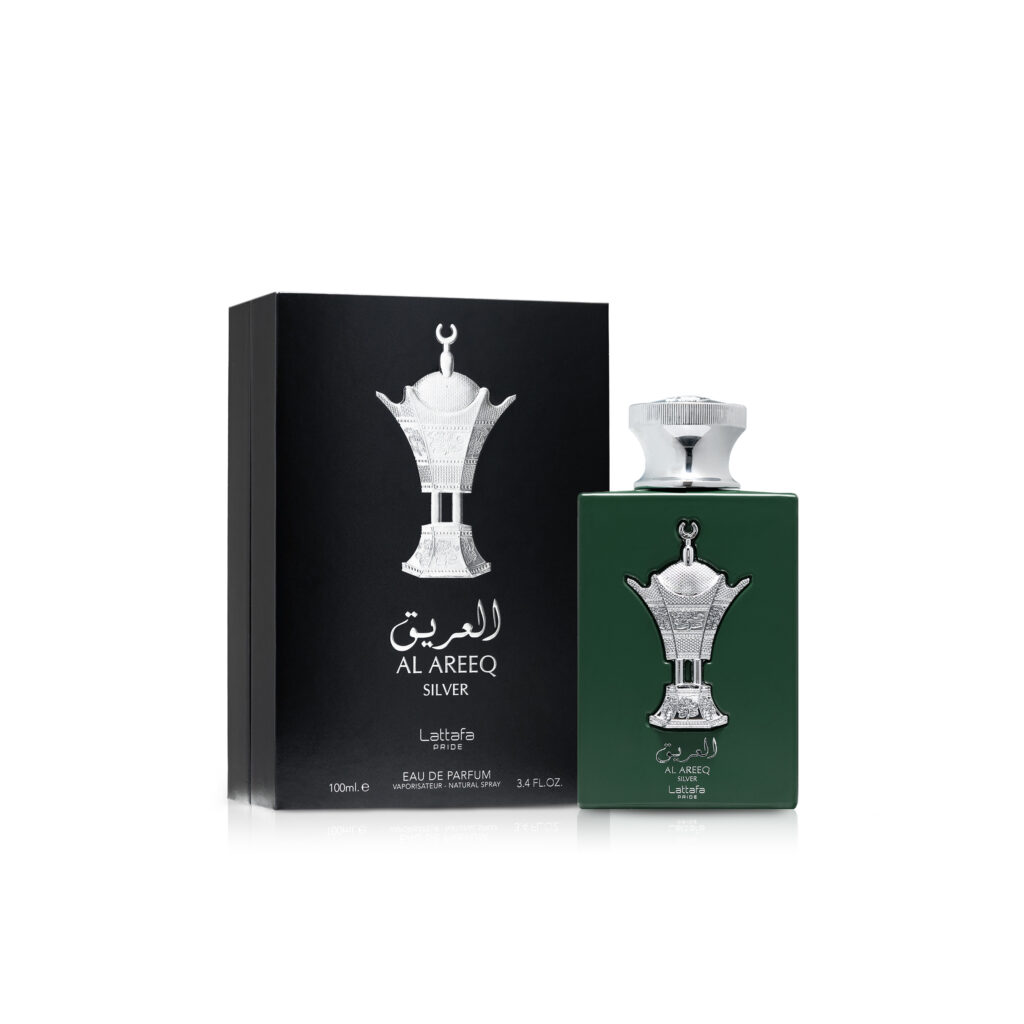 العريق
AL AREEQ
SILVER
Lattafa
PRIDE
EAU DE PARFUM
VAPORISATEUR - NATURAL SPRAY
100ml. e
3.4 FL.OZ.
العريق
AL AREEQ
SILVER
Lattafa
PRIDE